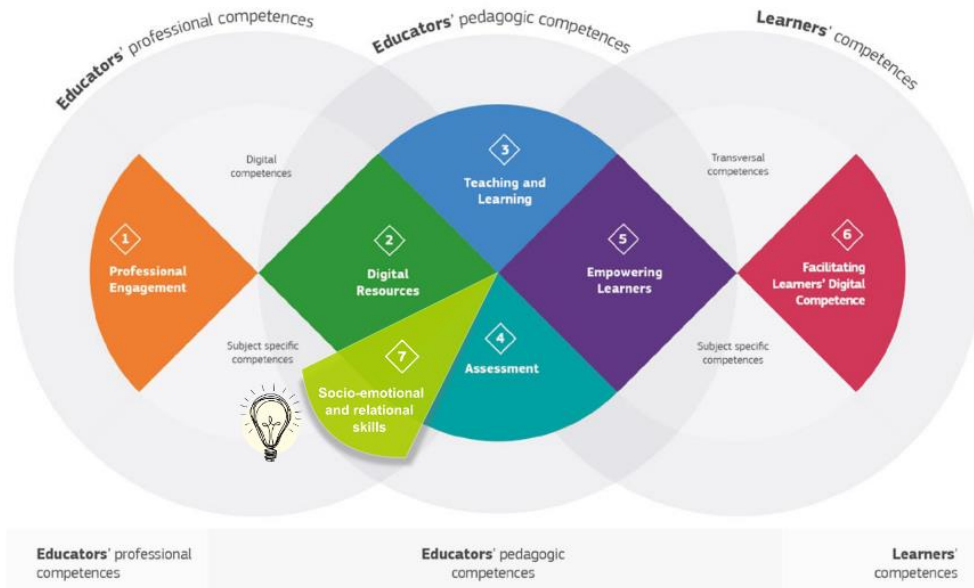 Educators' professional competences
Educators' pedagogic competences
Learners' competences
Digital
competences
Transversal
competences
3
Teaching and
Learning
1
Professional
Engagement
2
Digital
Resources
5
Empowering
Learners
6
Facilitating
Learners' Digital
Competence
Subject specific
competences
7
Socio-emotional
and relational
skills
4
Assessment
Subject specific
competences
Educators' professional
competences
Educators' pedagogic
competences
Learners'
competences